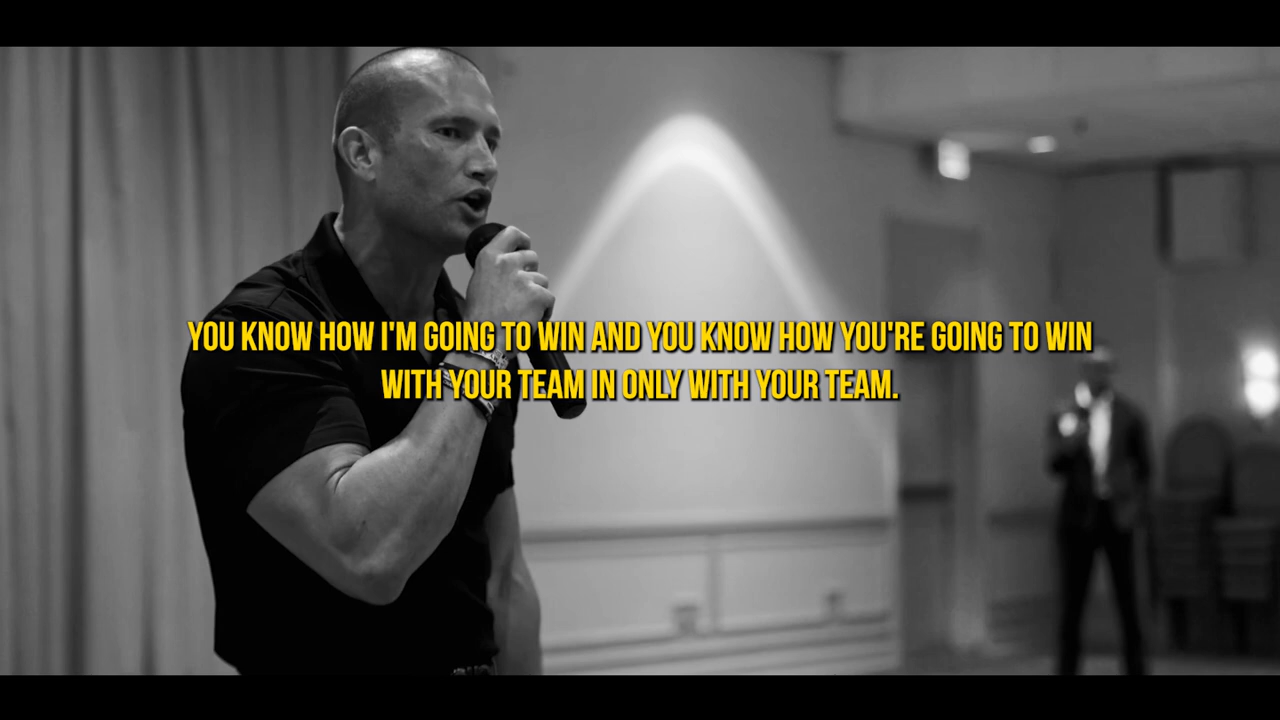 YOU KNOW HOW I'M GOING TO WIN AND YOU KNOW HOW YOU'RE GOING TO WIN
WITH YOUR TEAM IN ONLY WITH YOUR TEAM.